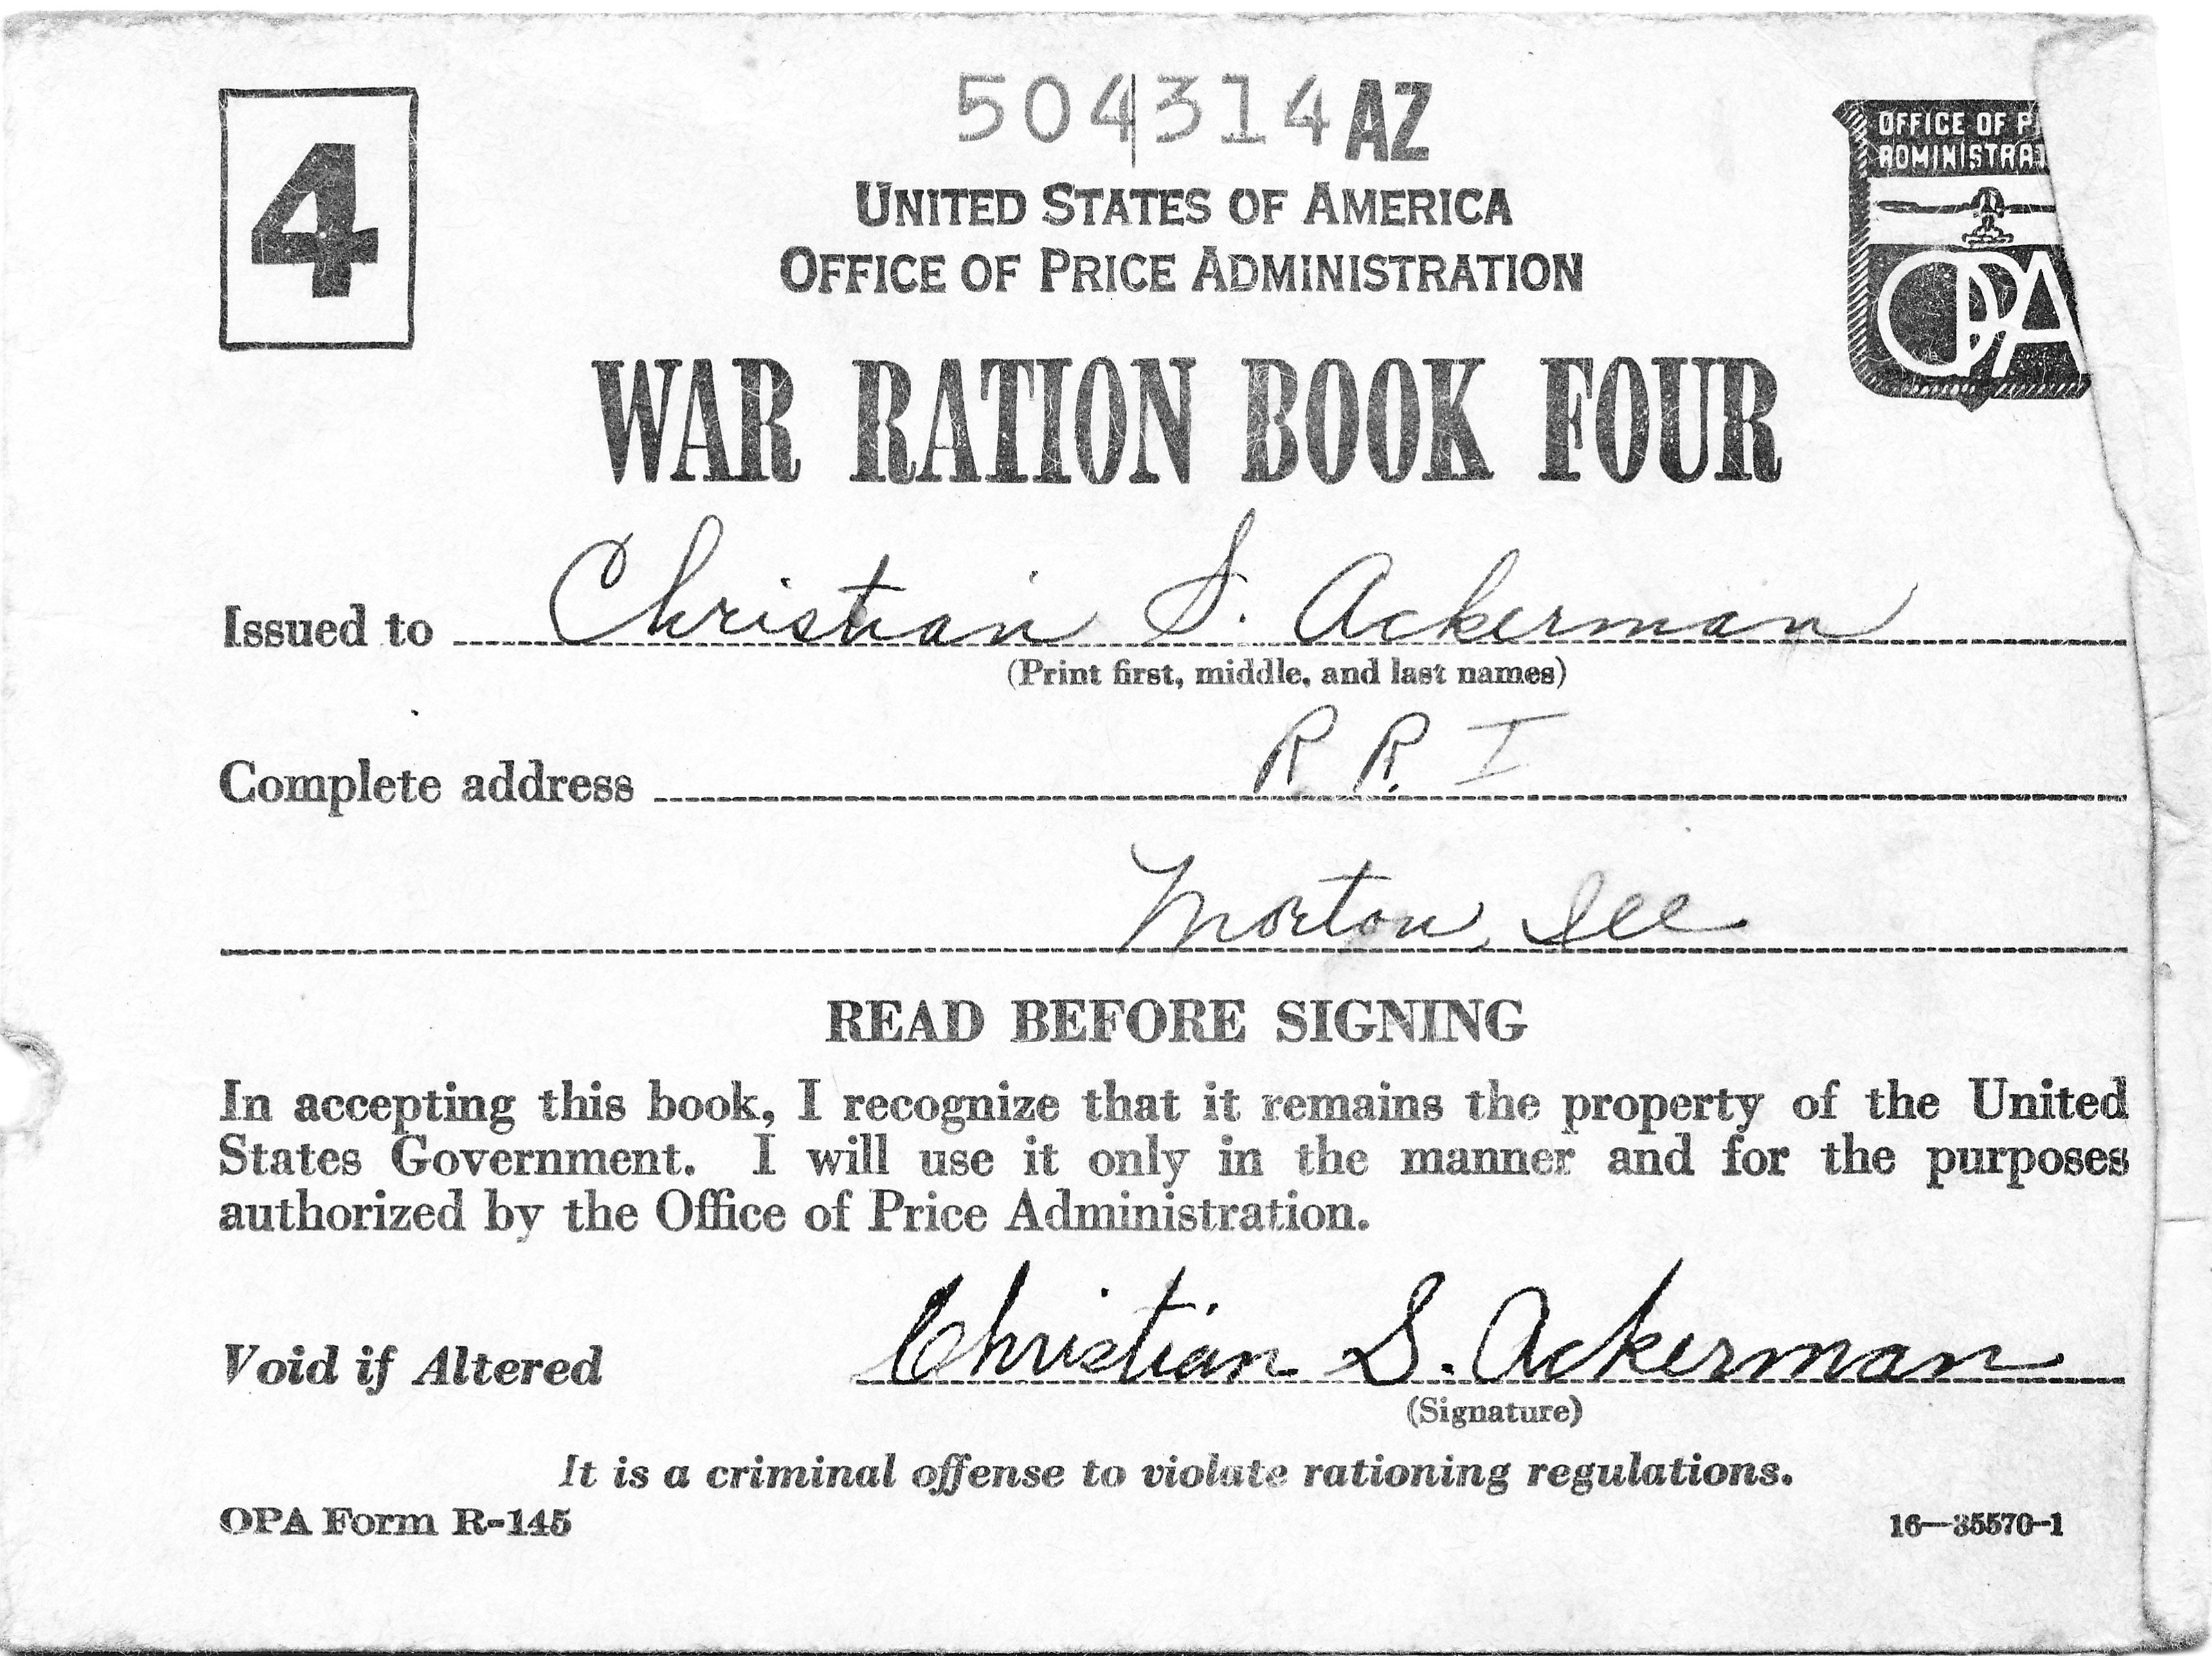 4
504314 AZ
UNITED STATES OF AMERICA
OFFICE OF PRICE ADMINISTRATION
OFFICE OF P
ADMINISTRAT
OPA
WAR RATION BOOK FOUR
Issued to Christian S. Ackerman
(Print first, middle, and last names)
Complete address R R. I
Morton, Ill
READ BEFORE SIGNING
In accepting this book, I recognize that it remains the property of the United
States Government. I will use it only in the manner and for the purposes
authorized by the Office of Price Administration.
Void if Altered Christian S. Ackerman
(Signature)
It is a criminal offense to violate rationing regulations.
OPA Form R-145 16—35570-1